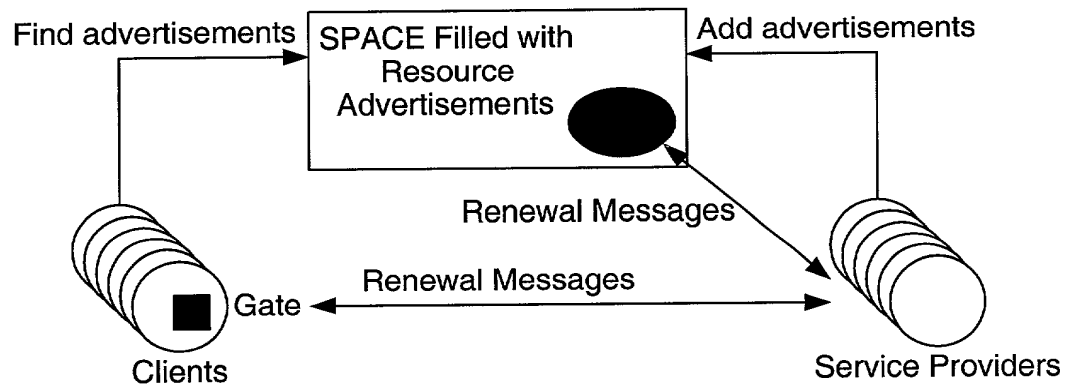 Find advertisements
SPACE Filled with
Resource
Advertisements
Add advertisements
Renewal Messages
Renewal Messages
Gate
Clients
Service Providers